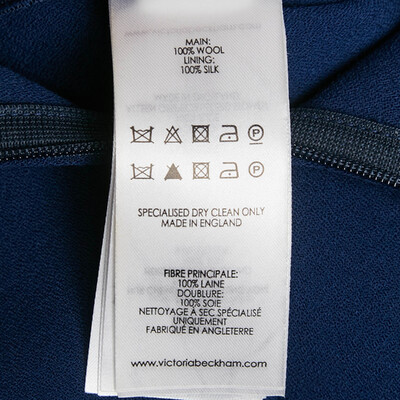 MAIN:
100% WOOL
LINING:
100% SILK
P
P
SPECIALISED DRY CLEAN ONLY
MADE IN ENGLAND
FIBRE PRINCIPALE:
100% LAINE
DOUBLURE:
100% SOIE
NETTOYAGE À SEC SPÉCIALISÉ
UNIQUEMENT
FABRIQUÉ EN ANGLETERRE
www.victoriabeckham.com